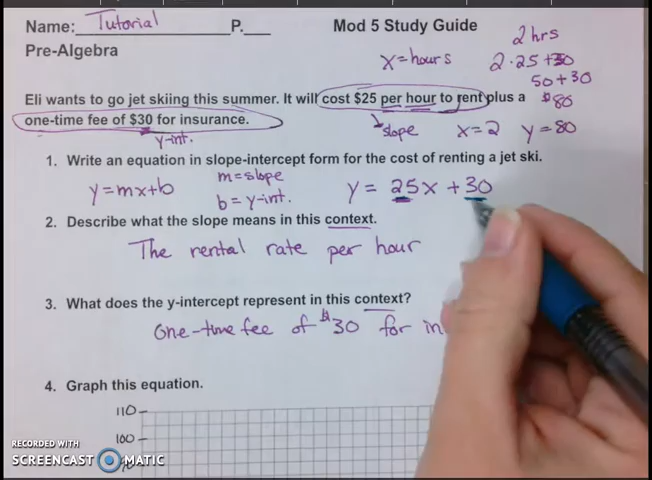 Name: Tutorial P.___ Mod 5 Study Guide
Pre-Algebra
2 hrs
x=hours 2·25+30
50+30
$80
Eli wants to go jet skiing this summer. It will cost $25 per hour to rent plus a
one-time fee of $30 for insurance.
y-int.
slope x=2 y=80
1. Write an equation in slope-intercept form for the cost of renting a jet ski.
y=mx+b m=slope y = 25x + 30
b=y-int.
2. Describe what the slope means in this context.
The rental rate per hour
3. What does the y-intercept represent in this context?
One-time fee of $30 for in
4. Graph this equation.
110
100
RECORDED WITH
SCREENCAST MATIC